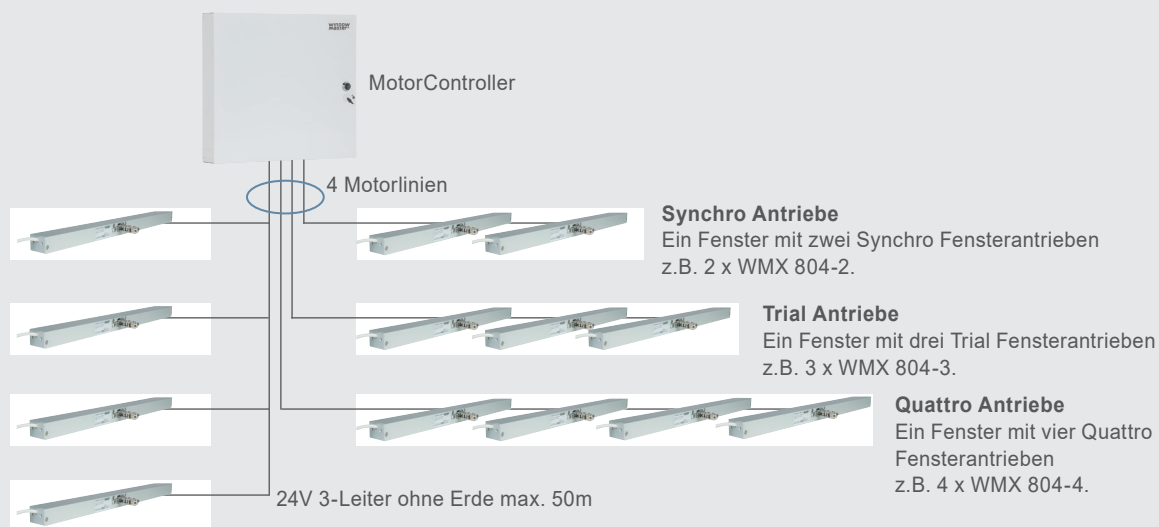 WINDOW
MASTER
MotorController
4 Motorlinien
Synchro Antriebe
Ein Fenster mit zwei Synchro Fensterantrieben
z.B. 2 x WMX 804-2.
Trial Antriebe
Ein Fenster mit drei Trial Fensterantrieben
z.B. 3 x WMX 804-3.
Quattro Antriebe
Ein Fenster mit vier Quattro
Fensterantrieben
z.B. 4 x WMX 804-4.
24V 3-Leiter ohne Erde max. 50m